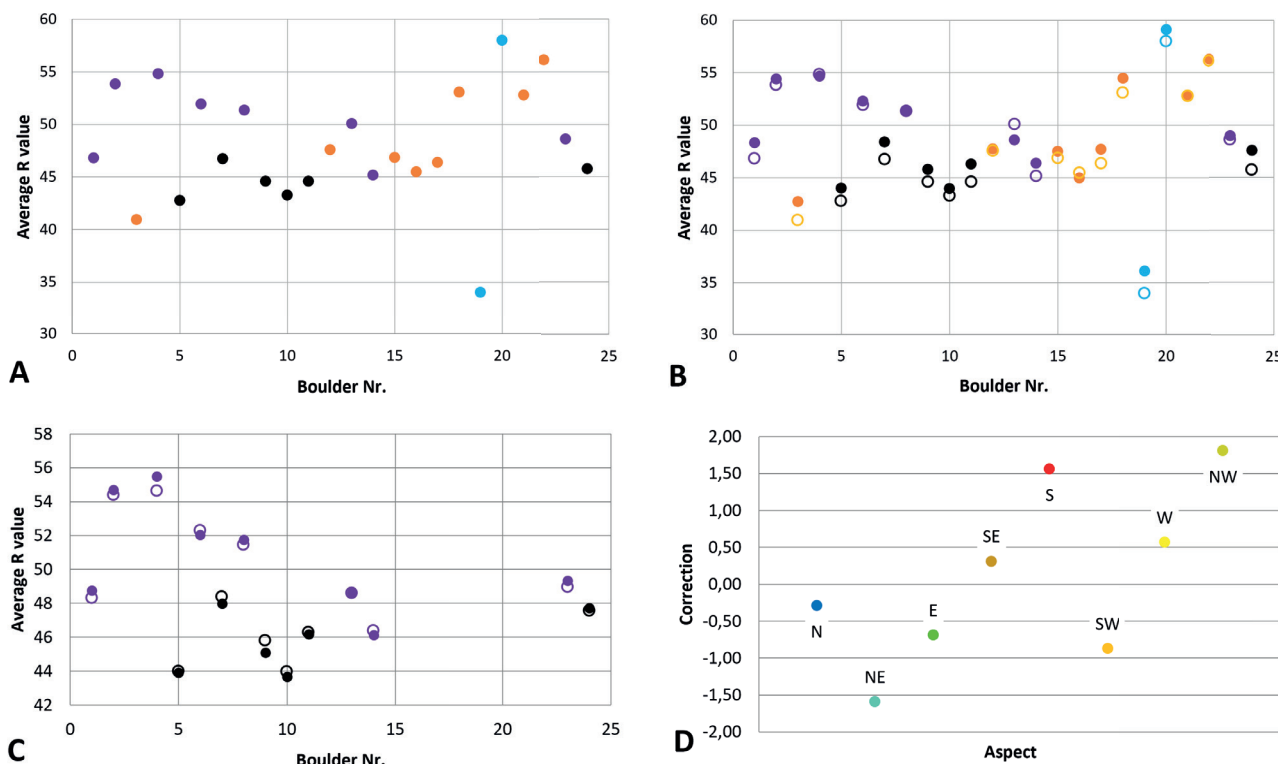 60
55
50
45
40
35
30
Average R value
0 5 10 15 20 25
Boulder Nr.
A
60
55
50
45
40
35
30
Average R value
0 5 10 15 20 25
Boulder Nr.
B
58
56
54
52
50
48
46
44
42
Average R value
0 5 10 15 20 25
Boulder Nr.
C
2,00
1,50
1,00
0,50
0,00
-0,50
-1,00
-1,50
-2,00
Correction
N
NE
E
SE
S
SW
W
NW
Aspect
D